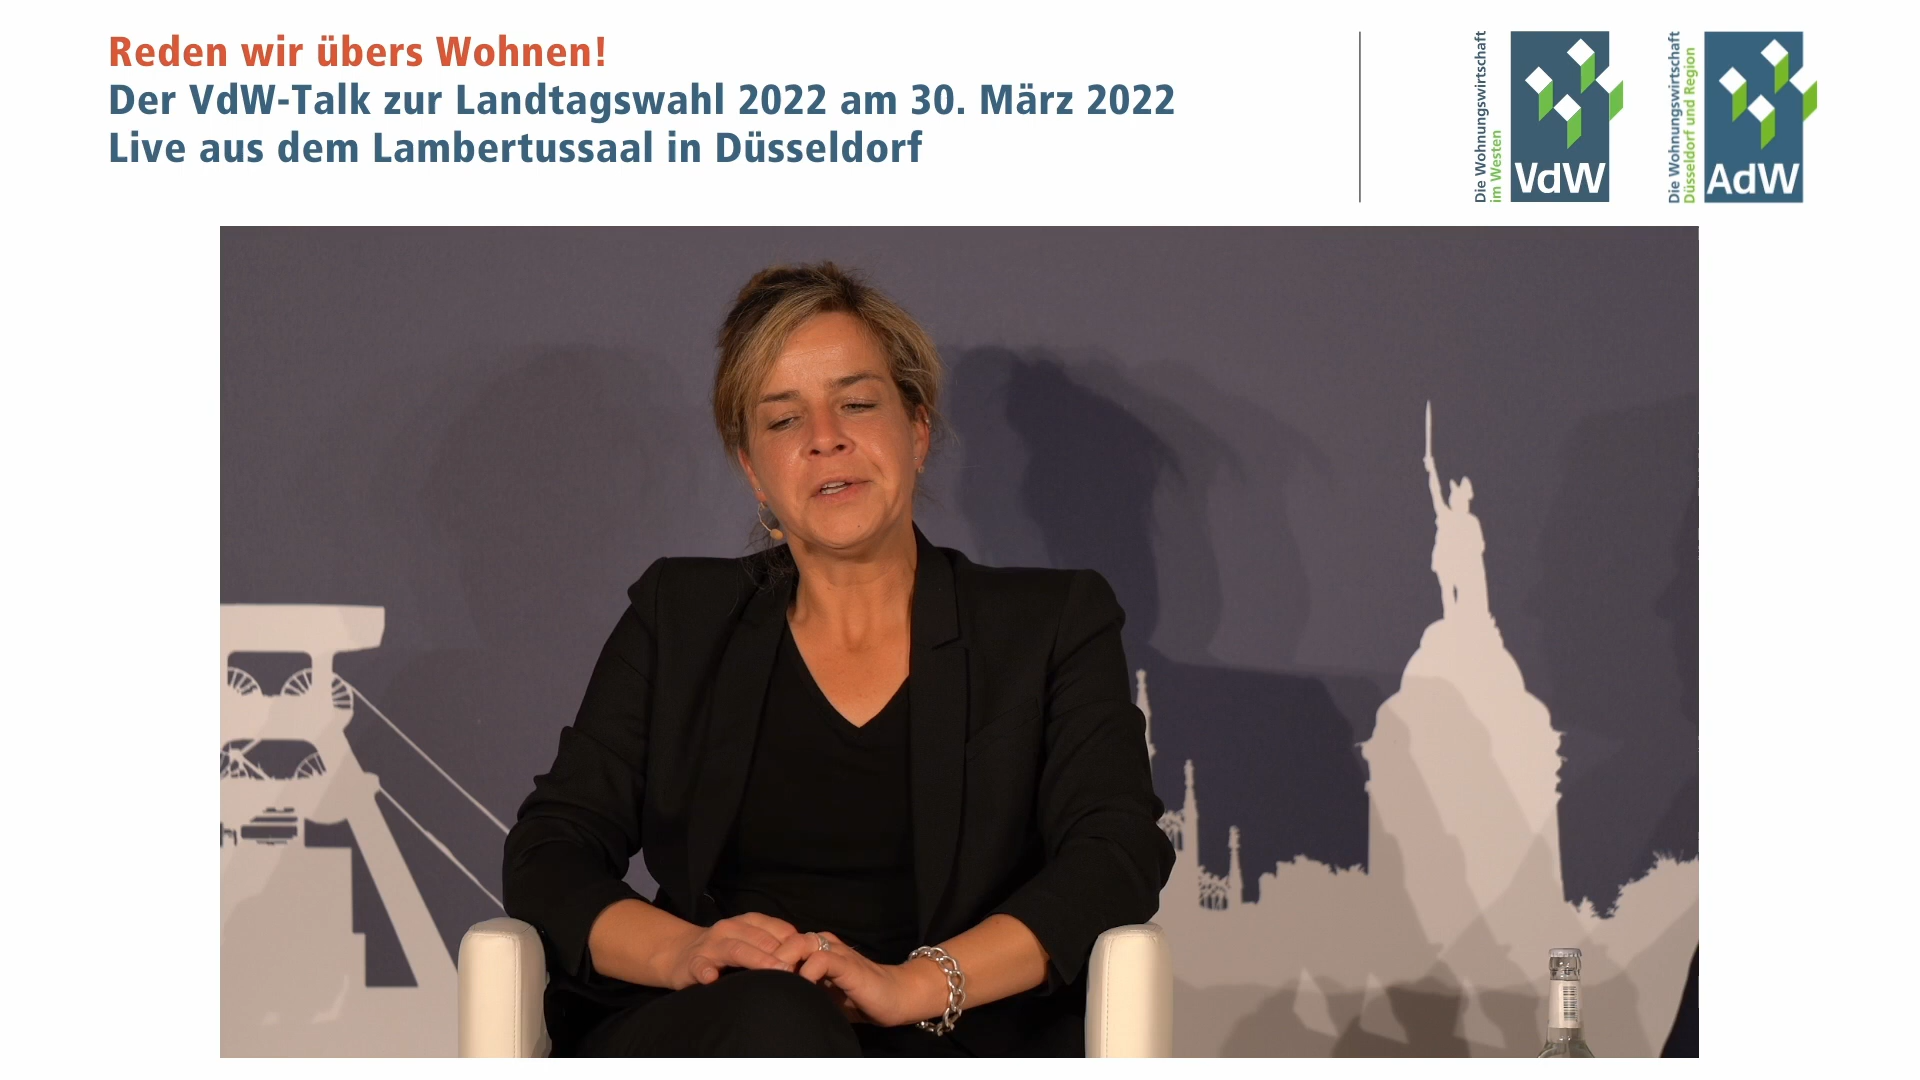 Reden wir übers Wohnen!
Der VdW-Talk zur Landtagswahl 2022 am 30. März 2022
Live aus dem Lambertussaal in Düsseldorf
Die Wohnungswirtschaft
im Westen
VdW
Die Wohnungswirtschaft
Düsseldorf und Region
AdW